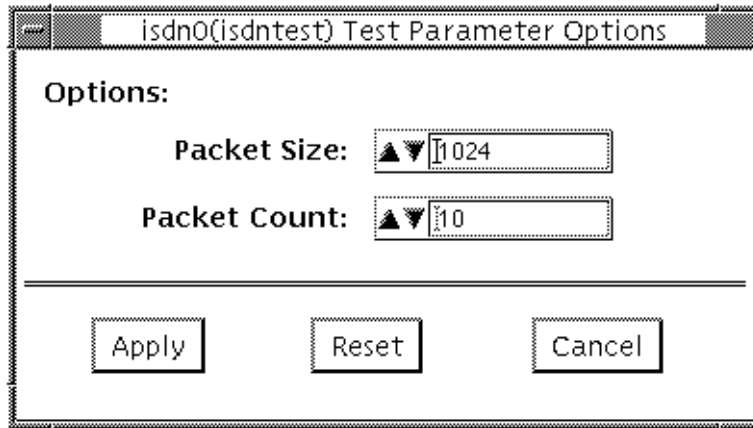 isdn0(isdntest) Test Parameter Options
Options:
Packet Size: 1024
Packet Count: 10
Apply Reset Cancel